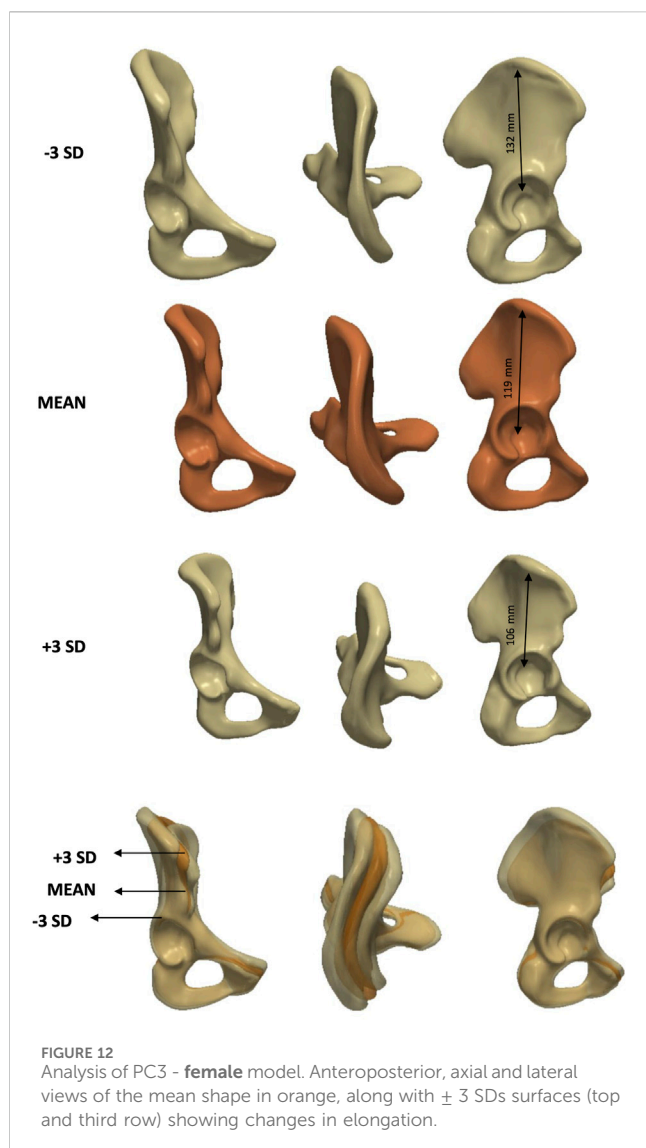 -3 SD
132 mm
MEAN
119 mm
+3 SD
106 mm
+3 SD
MEAN
-3 SD
FIGURE 12
Analysis of PC3 - female model. Anteroposterior, axial and lateral
views of the mean shape in orange, along with ± 3 SDs surfaces (top
and third row) showing changes in elongation.